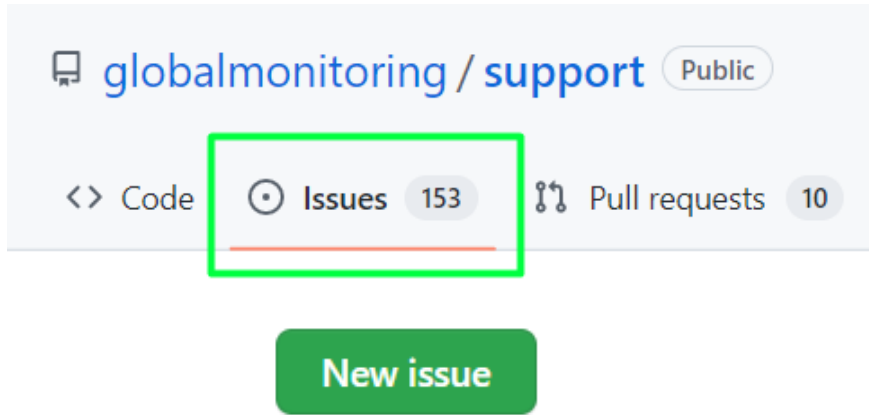 globalmonitoring / support Public
<> Code Issues 153 Pull requests 10
New issue